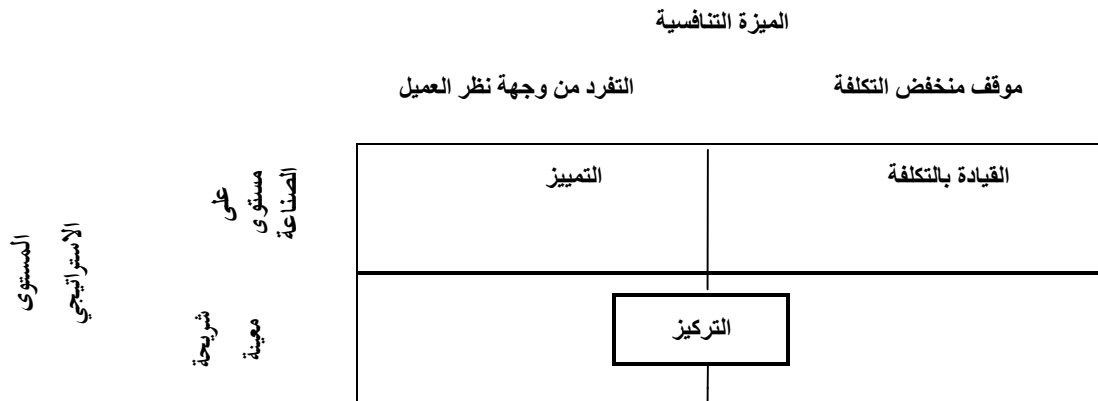 الميزة التنافسية
موقف منخفض التكلفة
التفرد من وجهة نظر العميل
القيادة بالتكلفة
التمييز
على
مستوى
الصناعة
المستوى
الاستراتيجي
التركيز
شريحة
معينة